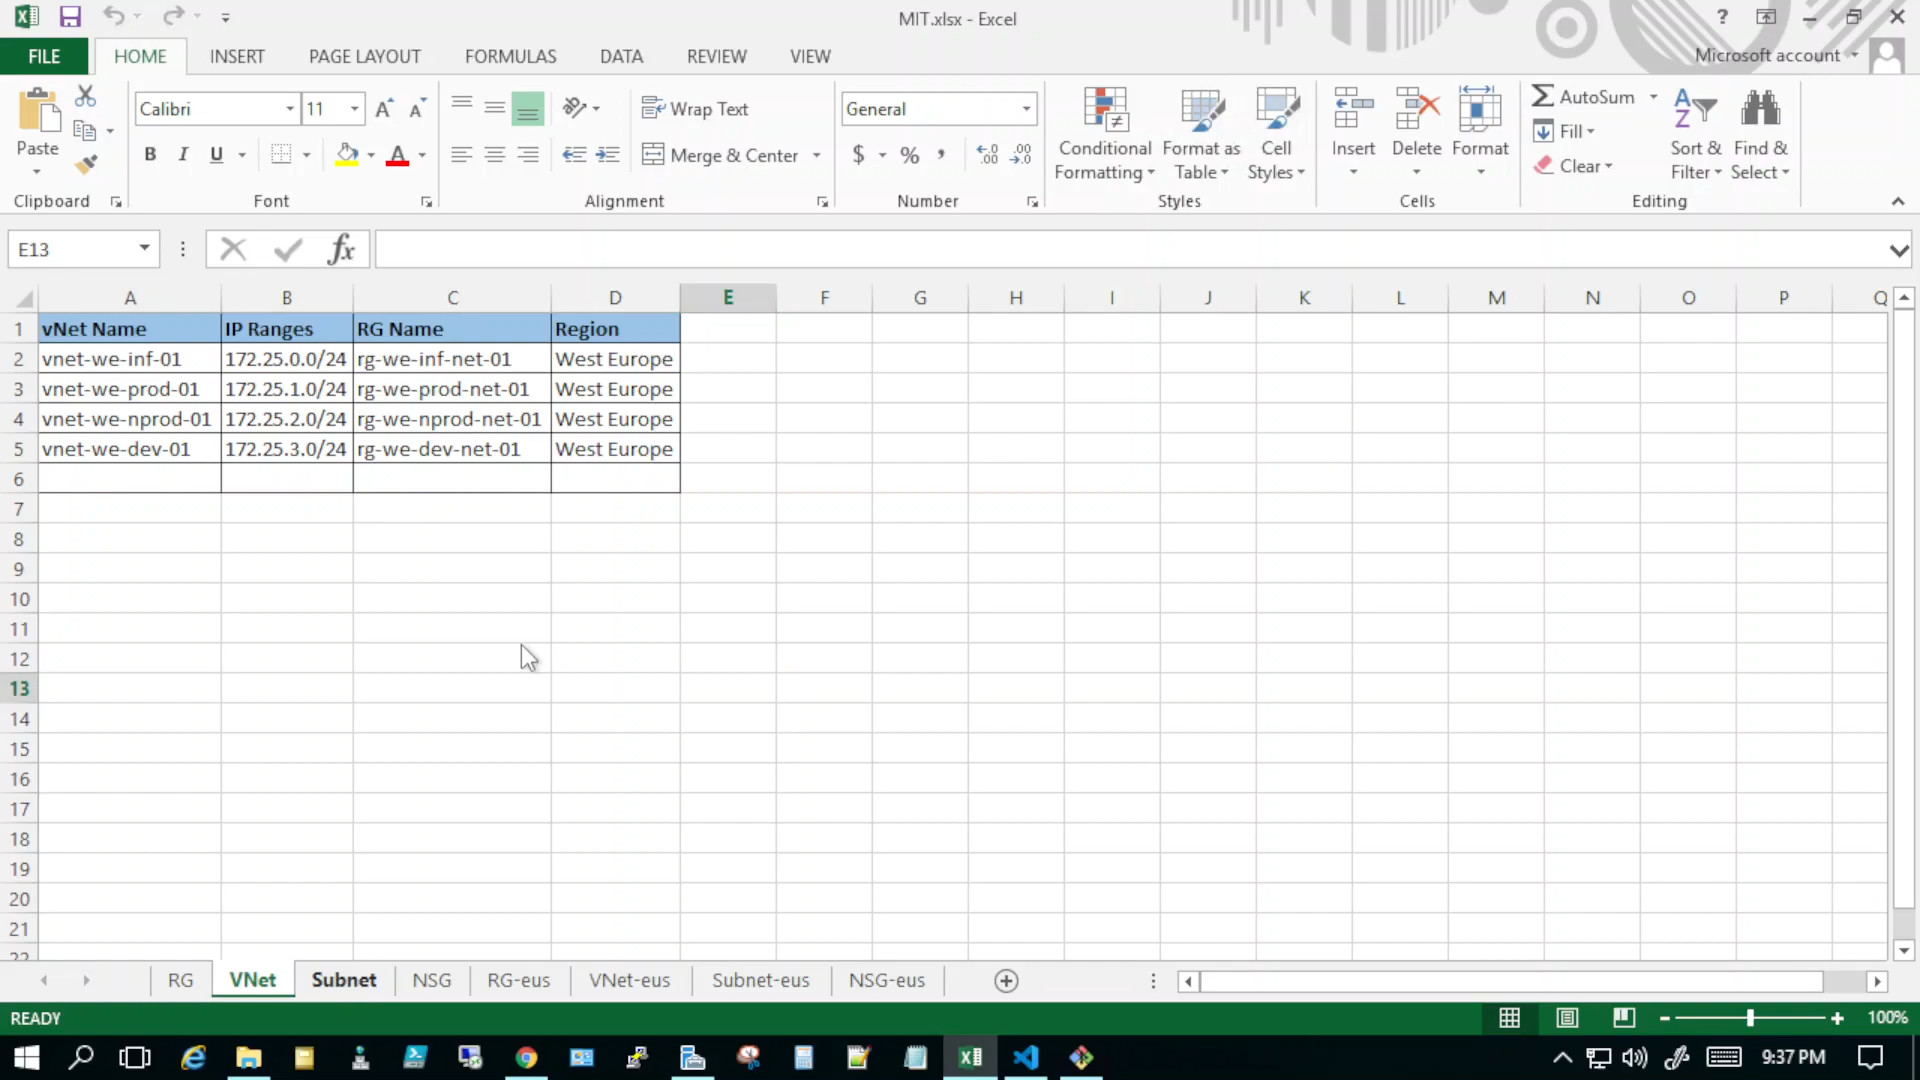 MIT.xlsx - Excel
?
FILE HOME INSERT PAGE LAYOUT FORMULAS DATA REVIEW VIEW Microsoft account
Paste
Calibri 11
B I U A
Wrap Text
Merge & Center
General
$ % ,
Conditional Formatting
Format as Table
Cell Styles
Insert Delete Format
AutoSum
Fill
Clear
Sort & Filter
Find & Select
Clipboard Font Alignment Number Styles Cells Editing
E13 fx
A B C D E F G H I J K L M N O P Q
1 vNet Name IP Ranges RG Name Region
2 vnet-we-inf-01 172.25.0.0/24 rg-we-inf-net-01 West Europe
3 vnet-we-prod-01 172.25.1.0/24 rg-we-prod-net-01 West Europe
4 vnet-we-nprod-01 172.25.2.0/24 rg-we-nprod-net-01 West Europe
5 vnet-we-dev-01 172.25.3.0/24 rg-we-dev-net-01 West Europe
6
7
8
9
10
11
12
13
14
15
16
17
18
19
20
21
22
RG VNet Subnet NSG RG-eus VNet-eus Subnet-eus NSG-eus
READY 100%
9:37 PM